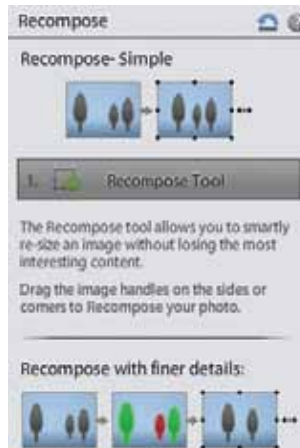 Recompose
Recompose- Simple
1. Recompose Tool
The Recompose tool allows you to smartly
re-size an image without losing the most
interesting content.
Drag the image handles on the sides or
corners to Recompose your photo.
Recompose with finer details: